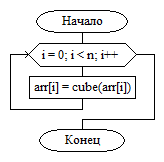 Начало
i = 0; i < n; i++
arr[i] = cube(arr[i])
Конец